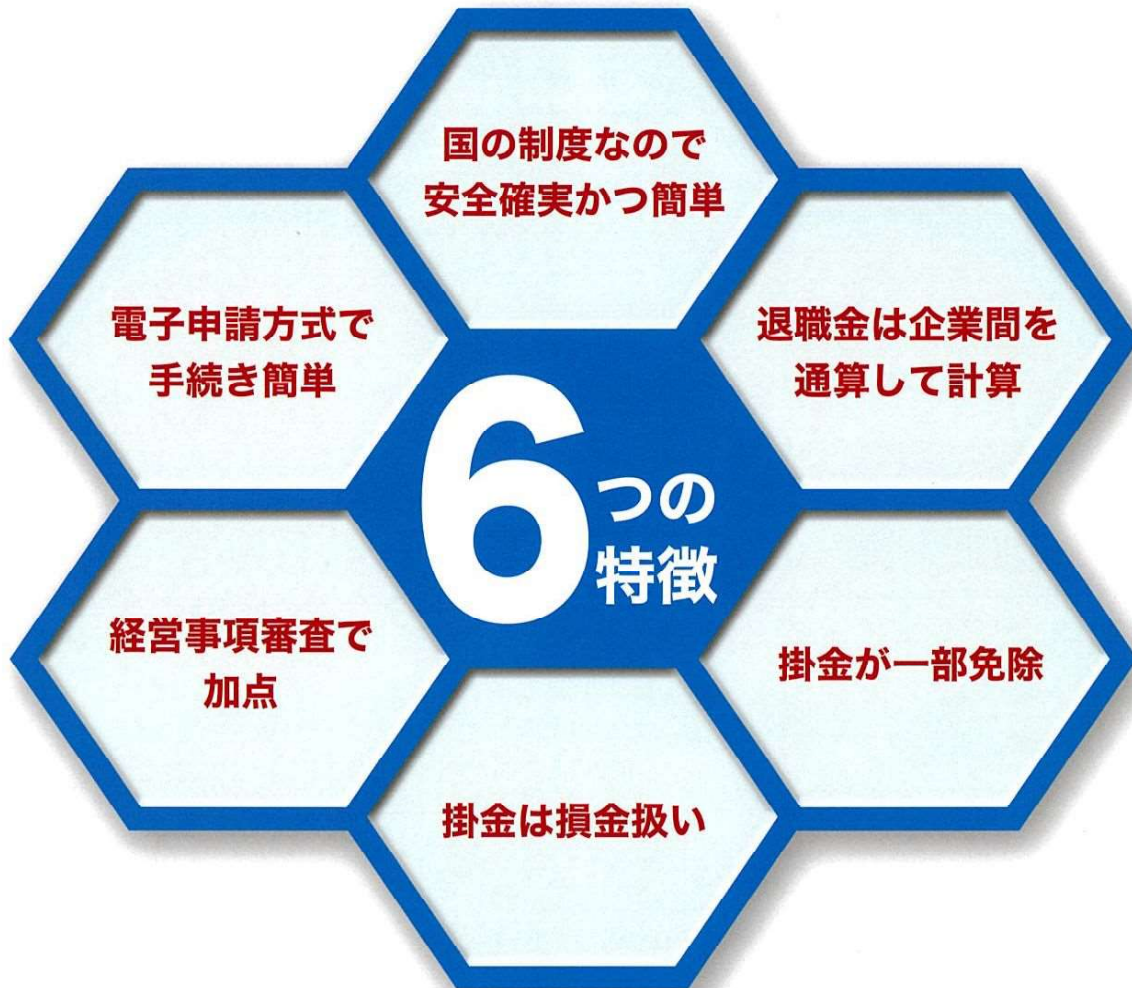 国の制度なので
安全確実かつ簡単
電子申請方式で
手続き簡単
退職金は企業間を
通算して計算
6つの
特徴
経営事項審査で
加点
掛金が一部免除
掛金は損金扱い